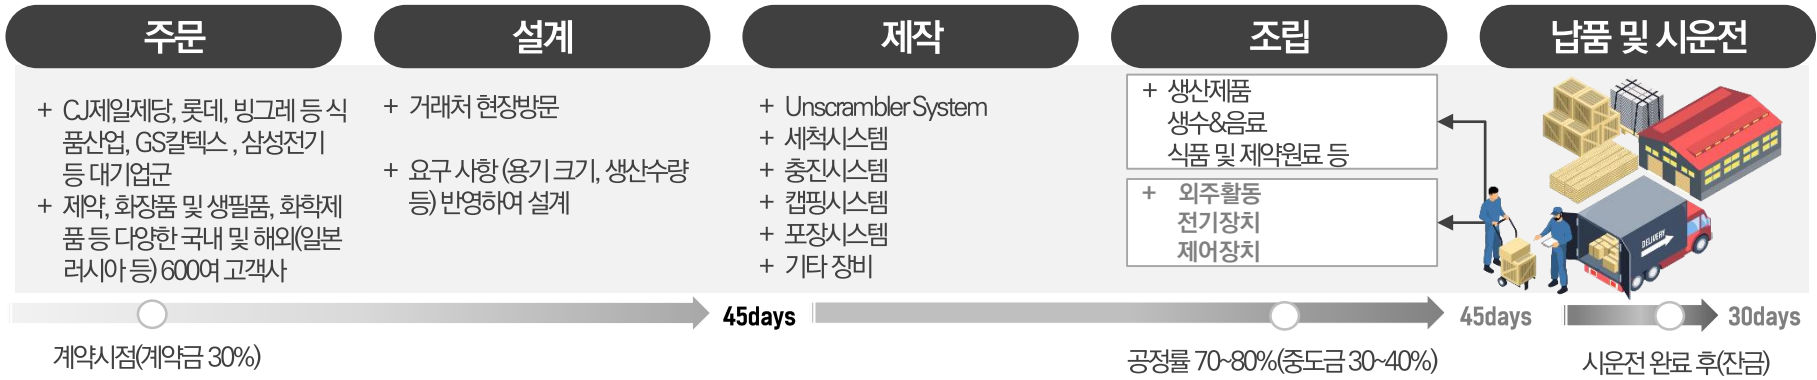 주문
설계
제작
조립
납품 및 시운전
+ CJ제일제당, 롯데, 빙그레 등 식
품산업, GS칼텍스 , 삼성전기
등 대기업군
+ 제약, 화장품 및 생필품, 화학제
품 등 다양한 국내 및 해외(일본
러시아 등) 600여 고객사
+ 거래처 현장방문
+ 요구 사항 (용기 크기, 생산수량
등) 반영하여 설계
+ Unscrambler System
+ 세척시스템
+ 충진시스템
+ 캡핑시스템
+ 포장시스템
+ 기타 장비
+ 생산제품
생수&음료
식품 및 제약원료 등
+ 외주활동
전기장치
제어장치
DELIVERY
45days
45days
30days
계약시점(계약금 30%)
공정률 70~80%(중도금 30~40%)
시운전 완료 후(잔금)